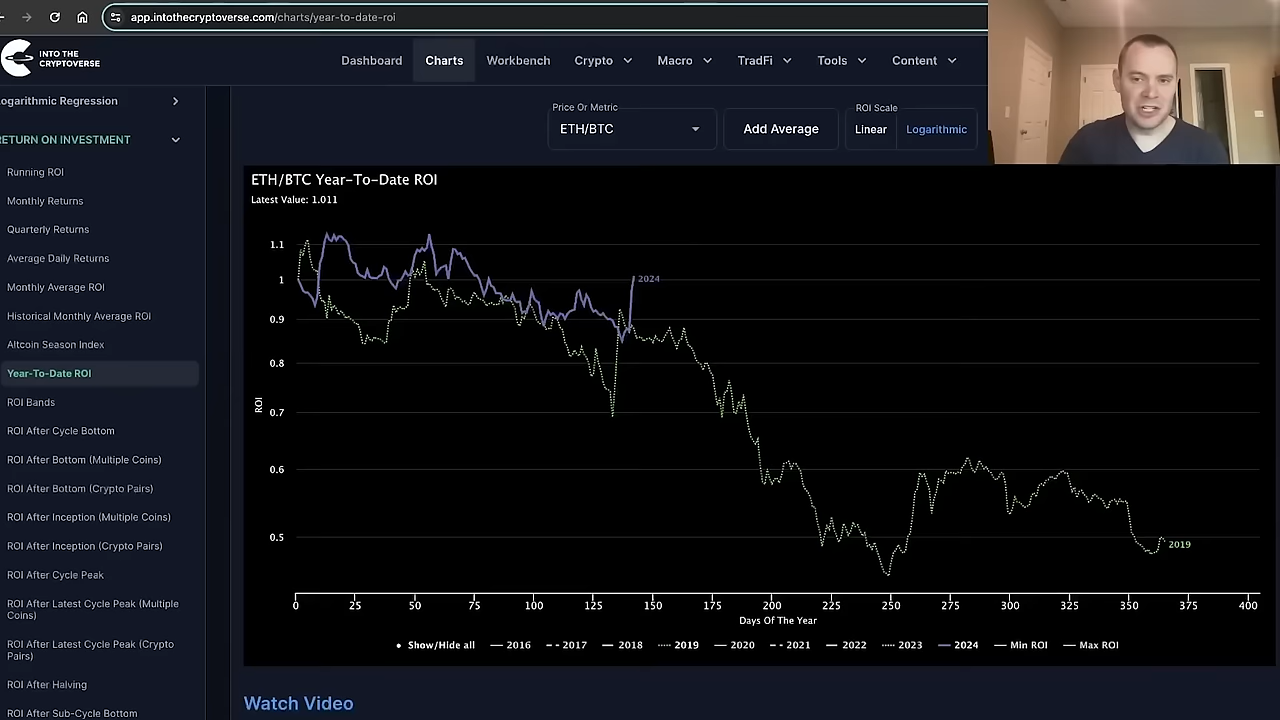 app.intothecryptoverse.com/charts/year-to-date-roi
INTO THE
CRYPTOVERSE
Dashboard Charts Workbench Crypto Macro TradFi Tools Content
ogarithmic Regression
ETURN ON INVESTMENT
Running ROI
Monthly Returns
Quarterly Returns
Average Daily Returns
Monthly Average ROI
Historical Monthly Average ROI
Altcoin Season Index
Year-To-Date ROI
ROI Bands
ROI After Cycle Bottom
ROI After Bottom (Multiple Coins)
ROI After Bottom (Crypto Pairs)
ROI After Inception (Multiple Coins)
ROI After Inception (Crypto Pairs)
ROI After Cycle Peak
ROI After Latest Cycle Peak (Multiple
Coins)
ROI After Latest Cycle Peak (Crypto
Pairs)
ROI After Halving
ROI After Sub-Cycle Bottom
Price Or Metric
ETH/BTC
Add Average
ROI Scale
Linear Logarithmic
ETH/BTC Year-To-Date ROI
Latest Value: 1.011
1.1
1
0.9
0.8
0.7
0.6
0.5
ROI
2024
2019
0 25 50 75 100 125 150 175 200 225 250 275 300 325 350 375 400
Days Of The Year
Show/Hide all 2016 2017 2018 2019 2020 2021 2022 2023 2024 Min ROI Max ROI
Watch Video